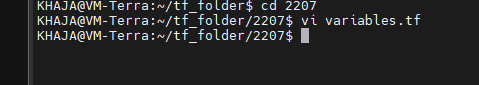 KHAJA@VM-Terra:~/tf_folder$ cd 2207
KHAJA@VM-Terra:~/tf_folder/2207$ vi variables.tf
KHAJA@VM-Terra:~/tf_folder/2207$